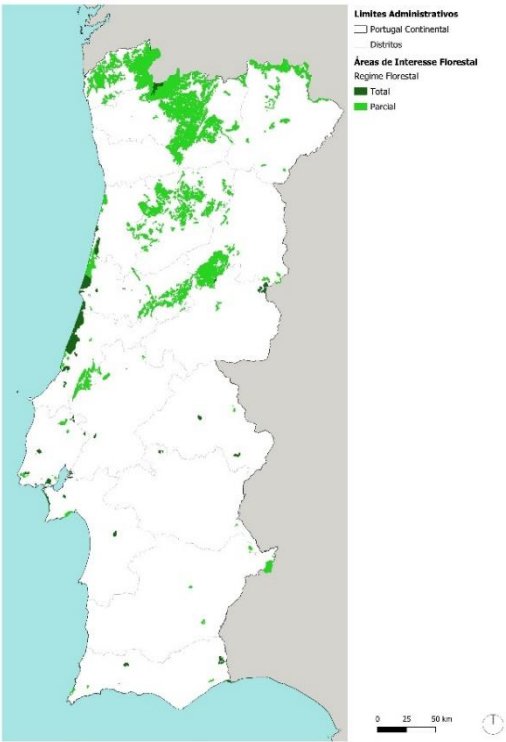 Limites Administrativos
Portugal Continental
Distritos
Áreas de Interesse Florestal
Regime Florestal
Total
Parcial
0 25 50 km